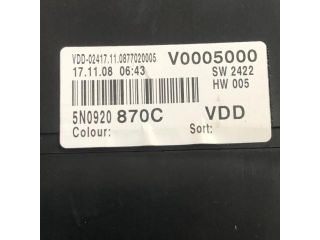 VDD-02417.11.0877020005 V0005000
17.11.08 06:43 SW 2422
HW 005
5N0920 870C VDD
Colour: Sort: